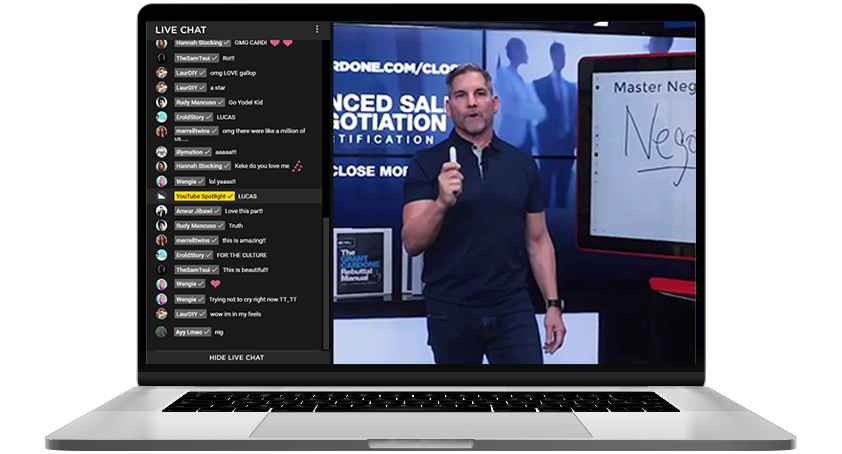 LIVE CHAT
Hannah Stocking OMG CARDI
TheSamTsui Rol!!
LaurDIY omg LOVE gallop
LaurDIY a star
Rudy Mancuso Go Yodel Kid
EroldStory LUCAS
merrelltwins omg there were like a million of
us.....
illymation aaaaa!!!
Hannah Stocking Keke do you love me
Wengie lol yaass!!
YouTube Spotlight LUCAS
Anwar Jibawi Love this part!
Rudy Mancuso Truth
merrelltwins this is amazing!!
EroldStory FOR THE CULTURE
TheSamTsui This is beautiful!!
Wengie
Wengie Trying not to cry right now TT_TT
LaurDIY wow im in my feels
Ayy Lmao nig
HIDE LIVE CHAT
RDONE.COM/CLOS
NCED SAL
GOTIATION
TIFICATION
CLOSE MOR
The
GRANT
CARDONE
Rebuttal
Manual
Master Neg
Nego